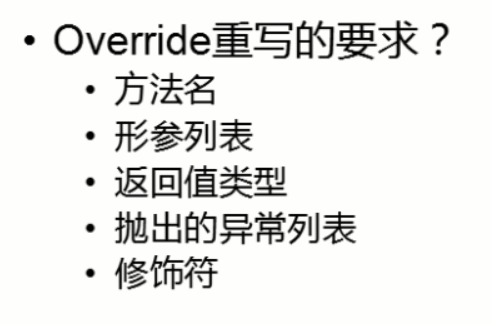 • Override重写的要求？
• 方法名
• 形参列表
• 返回值类型
• 抛出的异常列表
• 修饰符